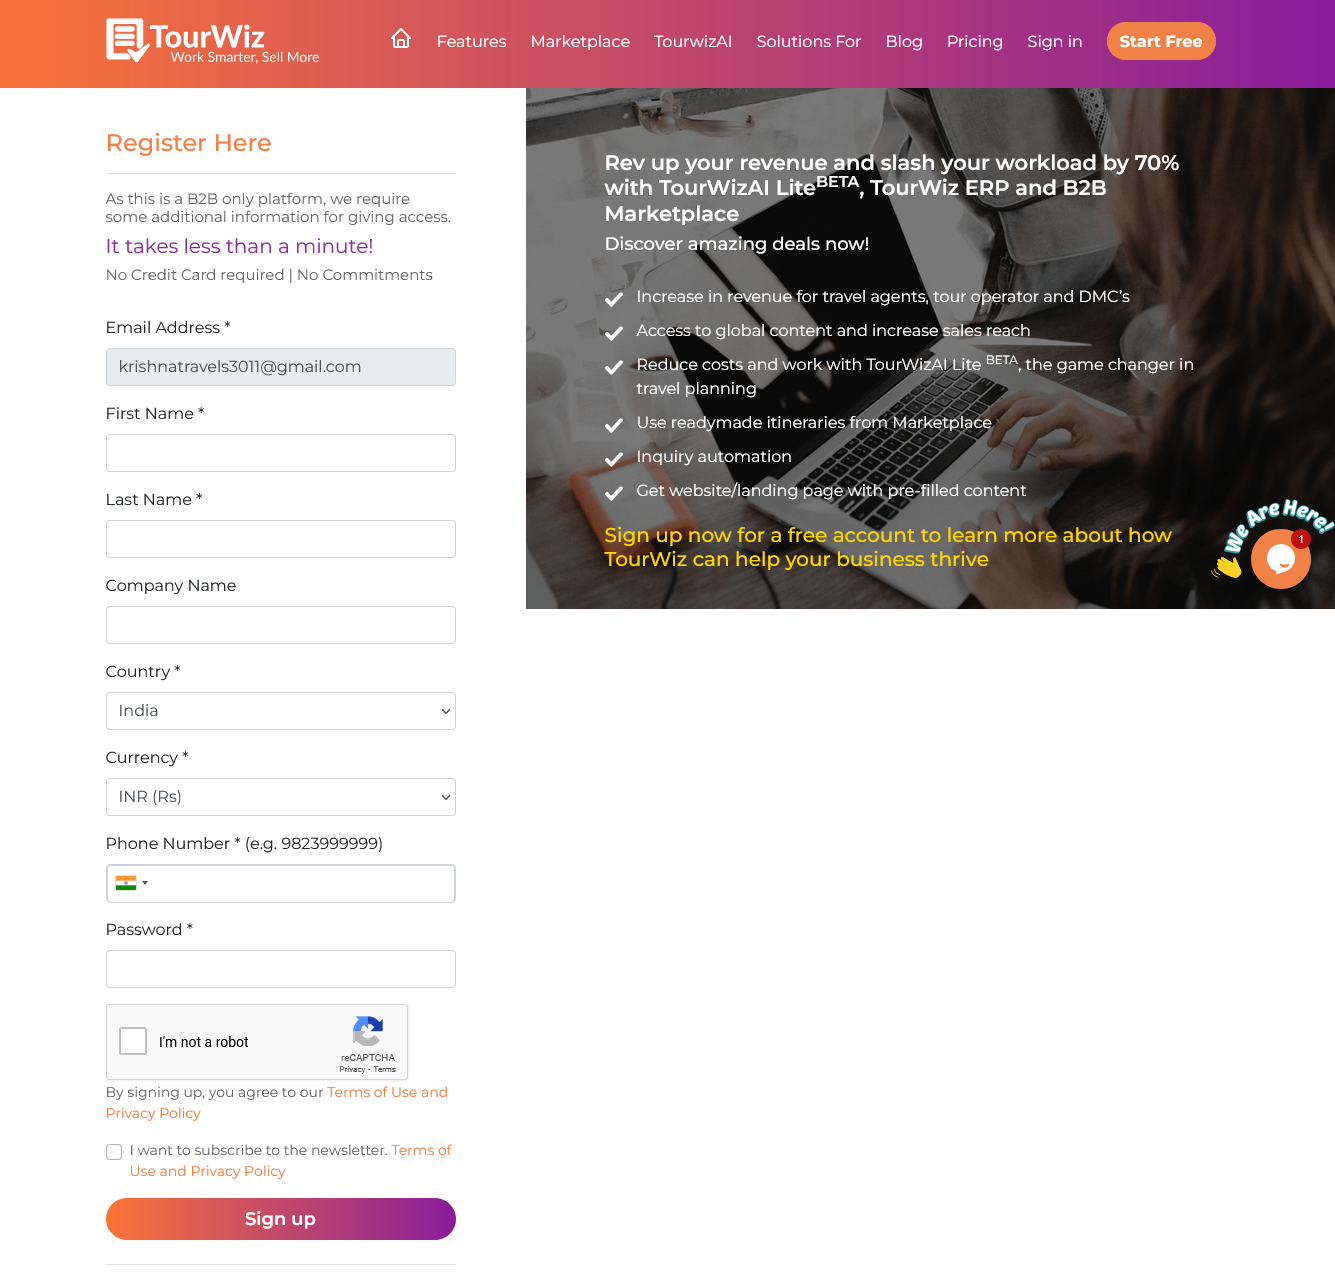 TourWiz
Work Smarter, Sell More
Features
Marketplace
TourwizAI
Solutions For
Blog
Pricing
Sign in
Start Free
Register Here
As this is a B2B only platform, we require
some additional information for giving access.
It takes less than a minute!
No Credit Card required | No Commitments
Email Address *
krishnatravels3011@gmail.com
First Name *
Last Name *
Company Name
Country *
India
Currency *
INR (Rs)
Phone Number * (e.g. 9823999999)
Password *
I'm not a robot
reCAPTCHA
Privacy - Terms
By signing up, you agree to our Terms of Use and
Privacy Policy
I want to subscribe to the newsletter. Terms of
Use and Privacy Policy
Sign up
Rev up your revenue and slash your workload by 70%
with TourWizAI Lite BETA, TourWiz ERP and B2B
Marketplace
Discover amazing deals now!
Increase in revenue for travel agents, tour operator and DMC’s
Access to global content and increase sales reach
Reduce costs and work with TourWizAI Lite BETA, the game changer in
travel planning
Use readymade itineraries from Marketplace
Inquiry automation
Get website/landing page with pre-filled content
Sign up now for a free account to learn more about how
TourWiz can help your business thrive
We Are Here!
1